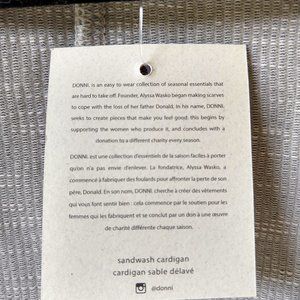 DONNI. is an easy to wear collection of seasonal essentials that
are hard to take off. Founder, Alyssa Wasko began making scarves
to cope with the loss of her father Donald. In his name, DONNI.
seeks to create pieces that make you feel good: this begins by
supporting the women who produce it, and concludes with a
donation to a different charity every season.
DONNI. est une collection d'essentiels de la saison faciles à porter
qu'on n'a pas envie d'enlever. La fondatrice, Alyssa Wasko, a
commencé à fabriquer des foulards pour affronter la perte de son
père, Donald. En son nom, DONNI. cherche à créer des vêtements
qui vous font sentir bien : cela commence par le soutien pour les
femmes qui les fabriquent et se conclut par un don à une œuvre
de charité différente chaque saison.
sandwash cardigan
cardigan sable délavé
@donni